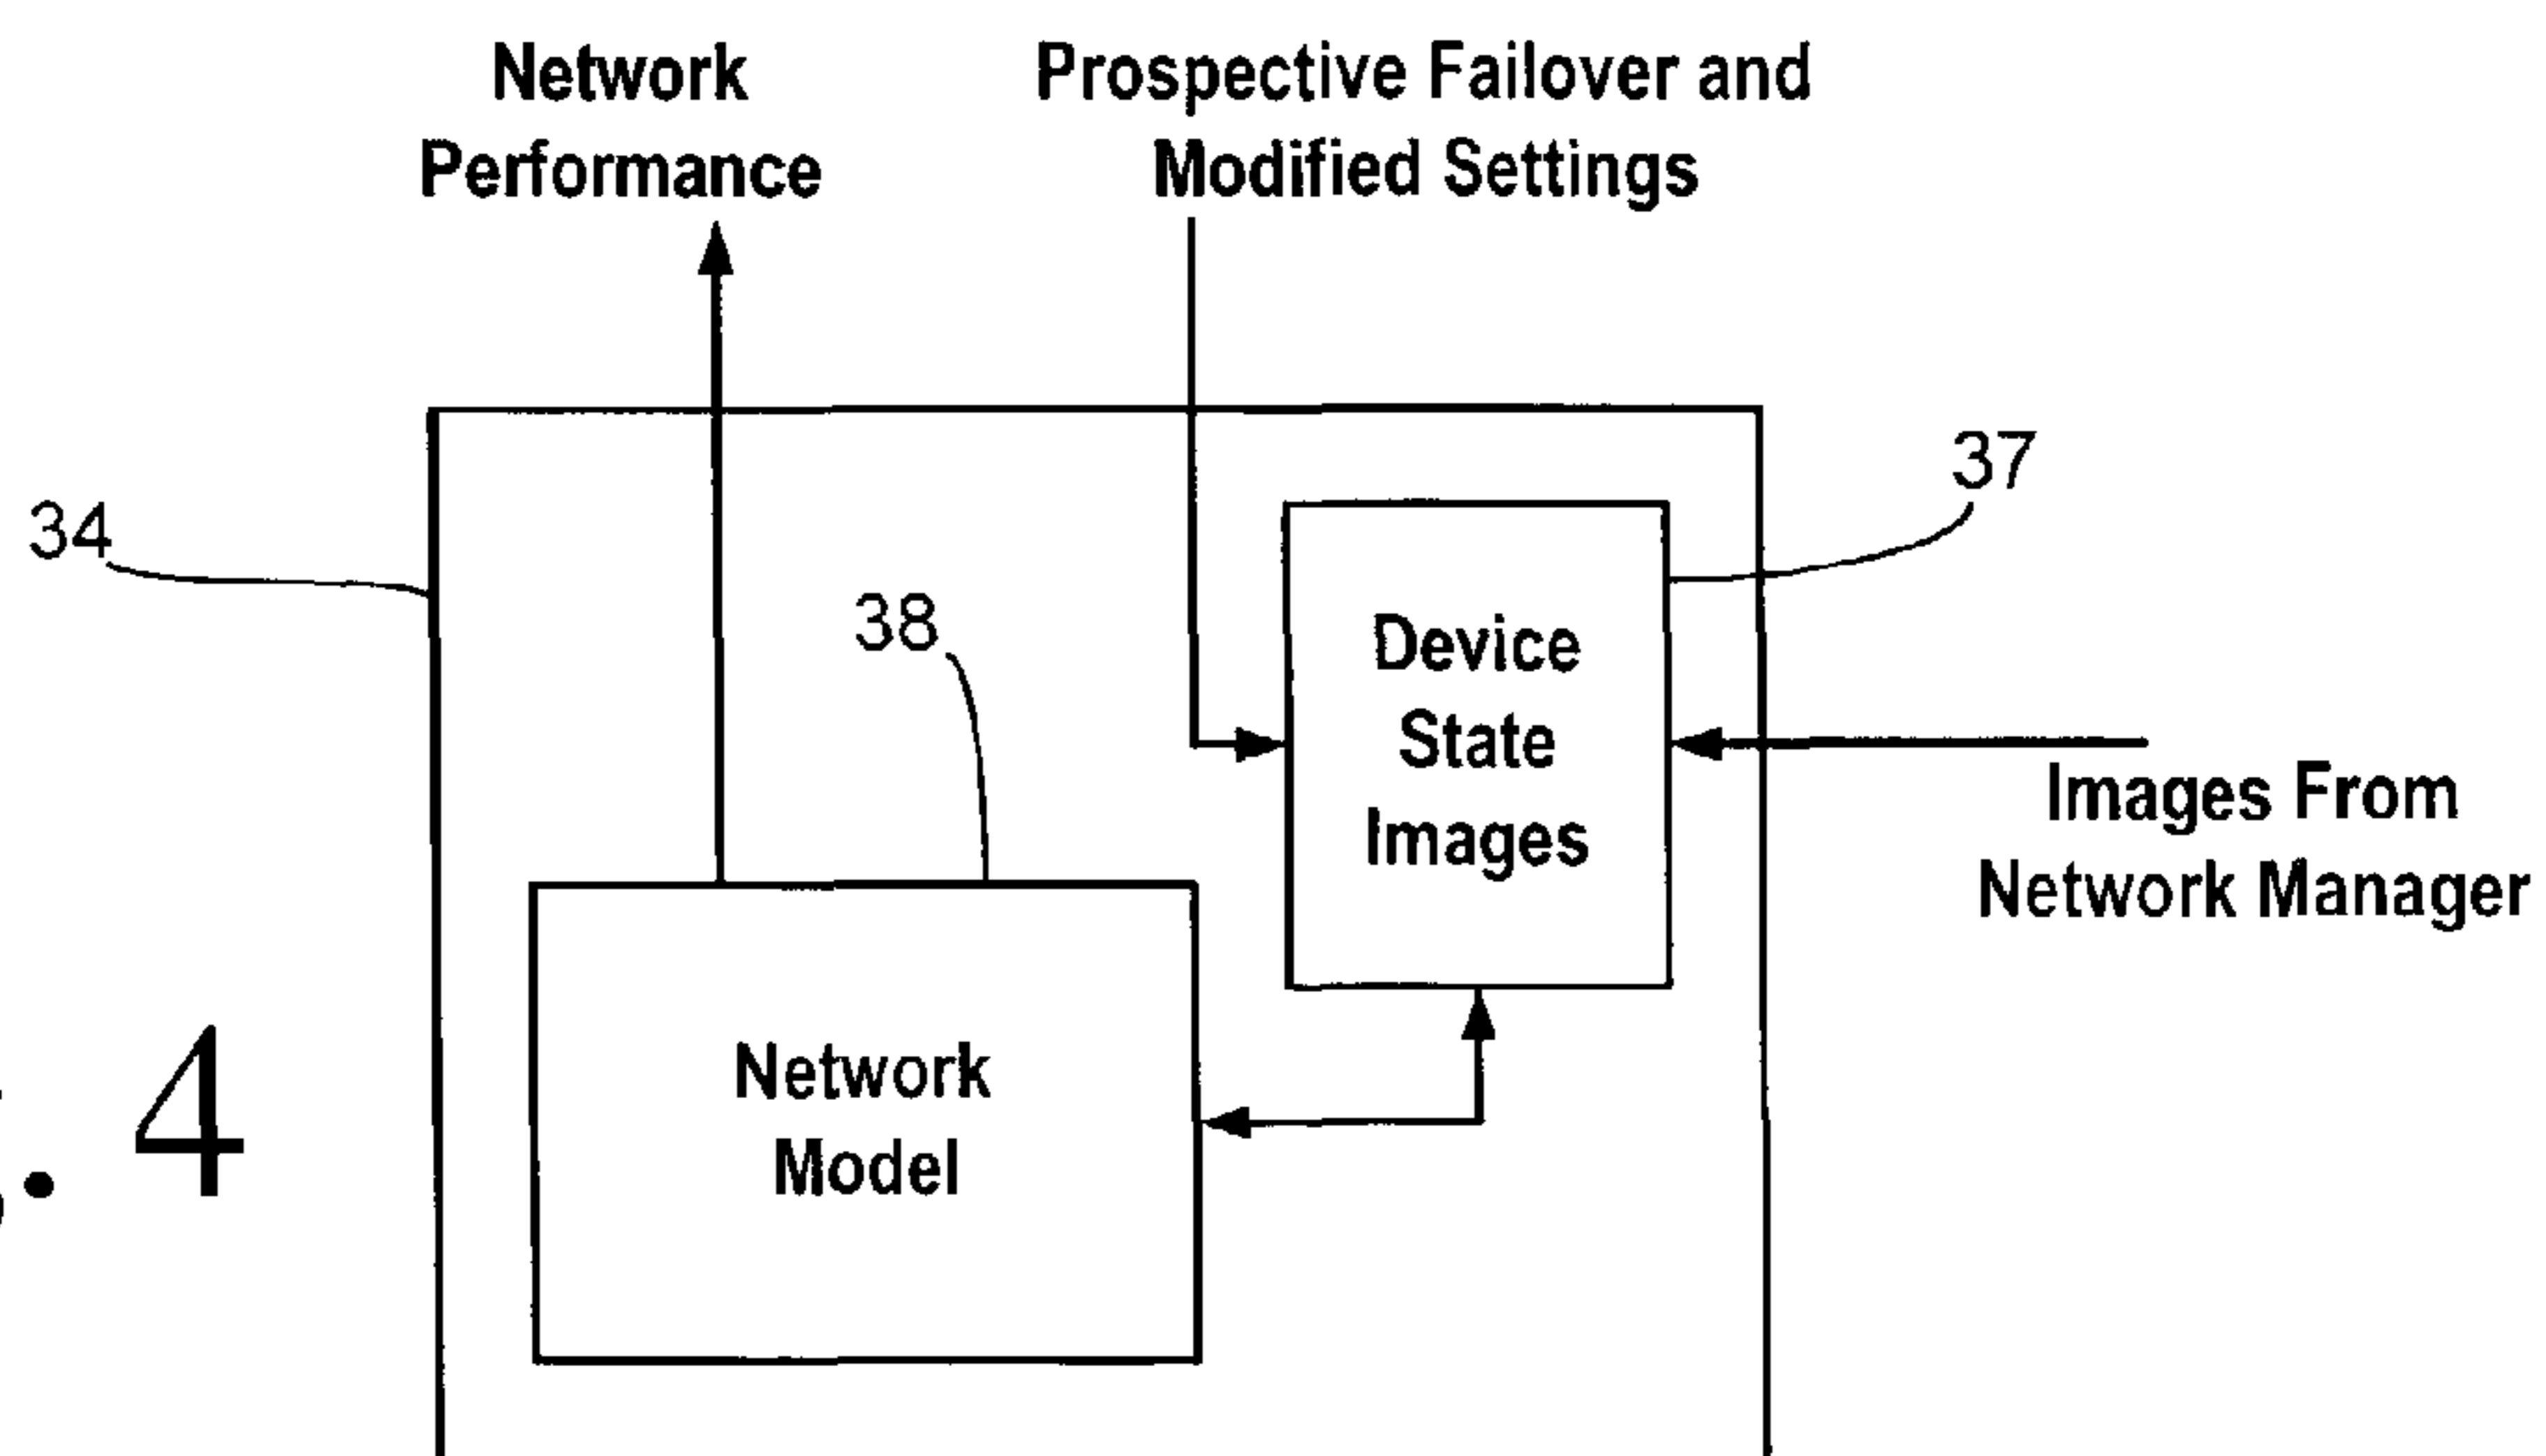 Network
Performance
Prospective Failover and
Modified Settings
34
37
38
Device
State
Images
Images From
Network Manager
Network
Model
. 4